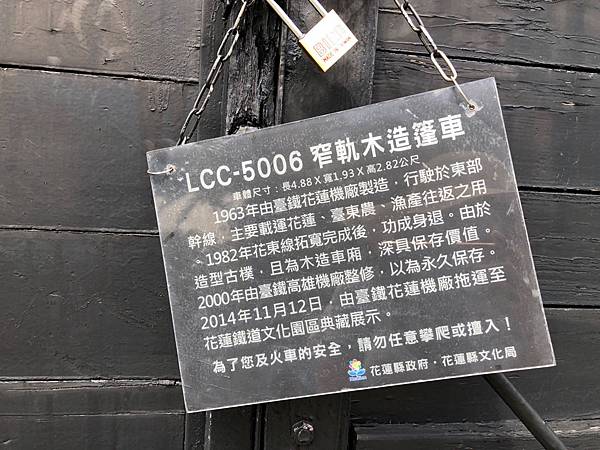 MADE IN TAIWAN
LCC-5006 窄軌木造篷車
車體尺寸：長4.88 X 寬1.93 X 高2.82公尺
1963年由臺鐵花蓮機廠製造，行駛於東部
幹線，主要載運花蓮、臺東農、漁產往返之用
。1982年花東線拓寬完成後，功成身退。由於
造型古樸，且為木造車廂，深具保存價值。
2000年由臺鐵高雄機廠整修，以為永久保存。
2014年11月12日　由臺鐵花蓮機廠拖運至
花蓮鐵道文化園區典藏展示。
為了您及火車的安全，請勿任意攀爬或擅入！
花蓮縣政府・花蓮縣文化局